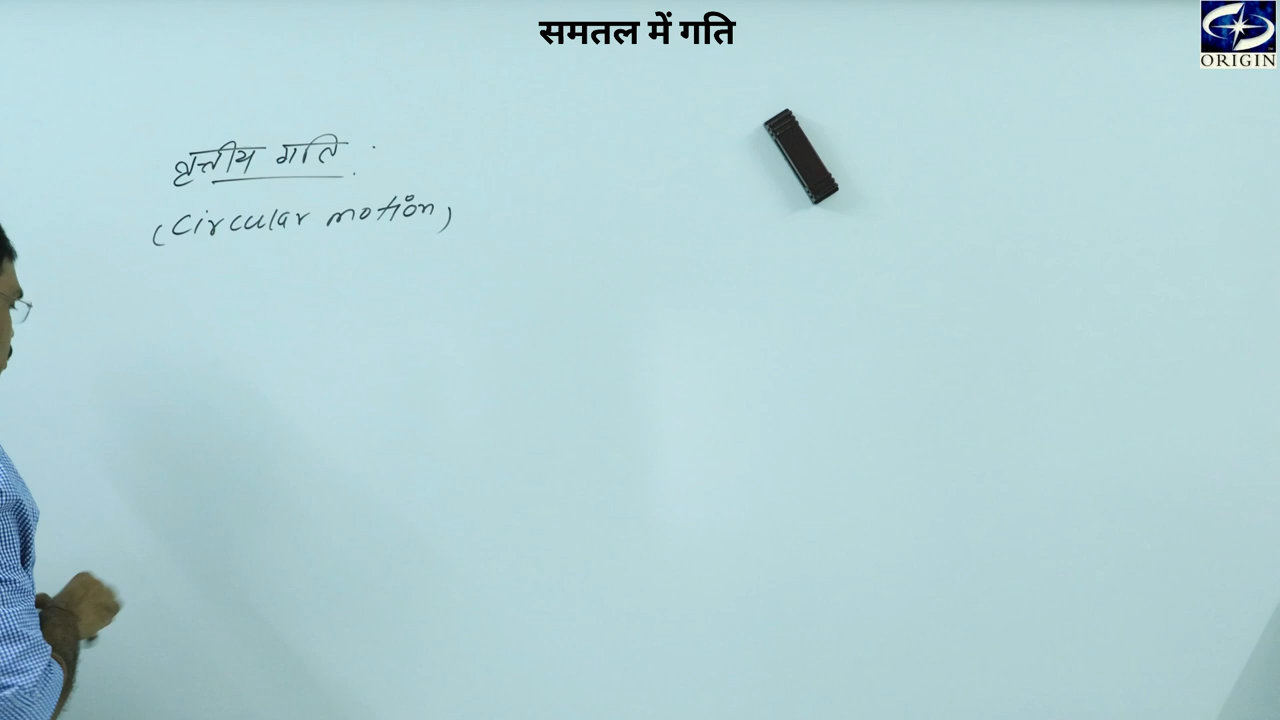 समतल में गति
ORIGIN
वृत्तीय गति
(Circular motion)